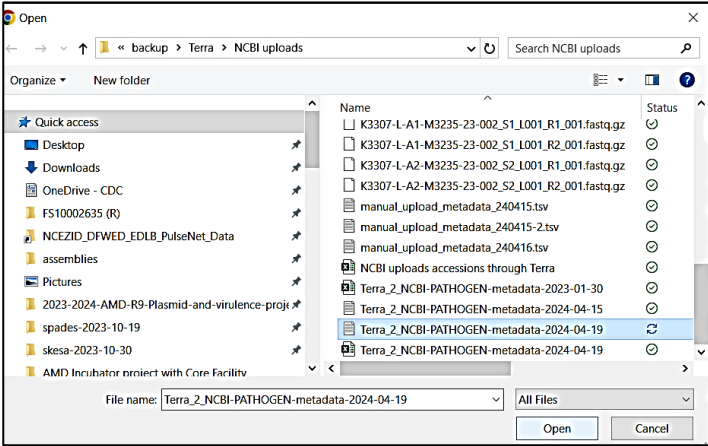 Open
« backup > Terra > NCBI uploads
Search NCBI uploads
Organize
New folder
Quick access
Desktop
Downloads
OneDrive - CDC
FS10002635 (R)
NCEZID_DFWED_EDLB_PulseNet_Data
assemblies
Pictures
2023-2024-AMD-R9-Plasmid-and-virulence-proje
spades-2023-10-19
skesa-2023-10-30
AMD Incubator project with Core Facility
Name Status
K3307-L-A1-M3235-23-002_S1_L001_R1_001.fastq.gz
K3307-L-A1-M3235-23-002_S1_L001_R2_001.fastq.gz
K3307-L-A2-M3235-23-002_S2_L001_R1_001.fastq.gz
K3307-L-A2-M3235-23-002_S2_L001_R2_001.fastq.gz
manual_upload_metadata_240415.tsv
manual_upload_metadata_240415-2.tsv
manual_upload_metadata_240416.tsv
NCBI uploads accessions through Terra
Terra_2_NCBI-PATHOGEN-metadata-2023-01-30
Terra_2_NCBI-PATHOGEN-metadata-2024-04-15
Terra_2_NCBI-PATHOGEN-metadata-2024-04-19
Terra_2_NCBI-PATHOGEN-metadata-2024-04-19
File name: Terra_2_NCBI-PATHOGEN-metadata-2024-04-19
All Files
Open
Cancel